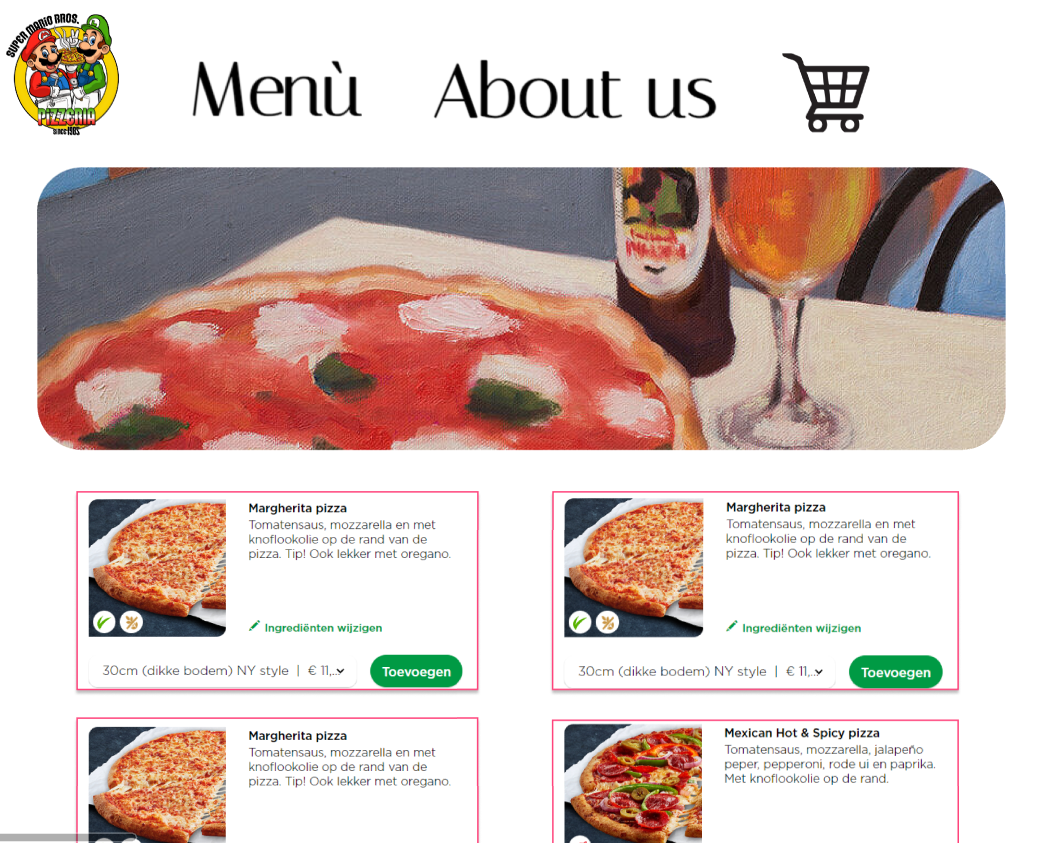 SUPER MARIO BROS.
PIZZERIA
SINCE 1985
Menù
About us
Margherita pizza
Tomatensaus, mozzarella en met
knoflookolie op de rand van de
pizza. Tip! Ook lekker met oregano.
Ingrediënten wijzigen
30cm (dikke bodem) NY style | € 11,...
Toevoegen
Margherita pizza
Tomatensaus, mozzarella en met
knoflookolie op de rand van de
pizza. Tip! Ook lekker met oregano.
Ingrediënten wijzigen
30cm (dikke bodem) NY style | € 11,...
Toevoegen
Margherita pizza
Tomatensaus, mozzarella en met
knoflookolie op de rand van de
pizza. Tip! Ook lekker met oregano.
Mexican Hot & Spicy pizza
Tomatensaus, mozzarella, jalapeño
peper, pepperoni, rode ui en paprika.
Met knoflookolie op de rand.